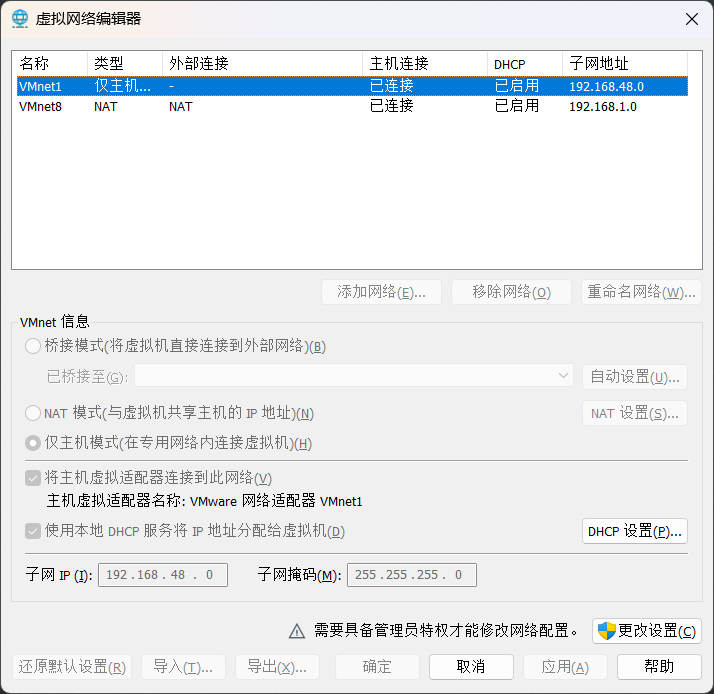 虚拟网络编辑器
名称 类型 外部连接 主机连接 DHCP 子网地址
VMnet1 仅主机... - 已连接 已启用 192.168.48.0
VMnet8 NAT NAT 已连接 已启用 192.168.1.0
添加网络(E)... 移除网络(O) 重命名网络(W)...
VMnet 信息
桥接模式(将虚拟机直接连接到外部网络)(B)
已桥接至(G): 自动设置(U)...
NAT 模式(与虚拟机共享主机的 IP 地址)(N) NAT 设置(S)...
仅主机模式(在专用网络内连接虚拟机)(H)
将主机虚拟适配器连接到此网络(V)
主机虚拟适配器名称: VMware 网络适配器 VMnet1
使用本地 DHCP 服务将 IP 地址分配给虚拟机(D) DHCP 设置(P)...
子网 IP (I): 192 . 168 . 48 . 0 子网掩码(M): 255 . 255 . 255 . 0
需要具备管理员特权才能修改网络配置。 更改设置(C)
还原默认设置(R) 导入(T)... 导出(X)... 确定 取消 应用(A) 帮助